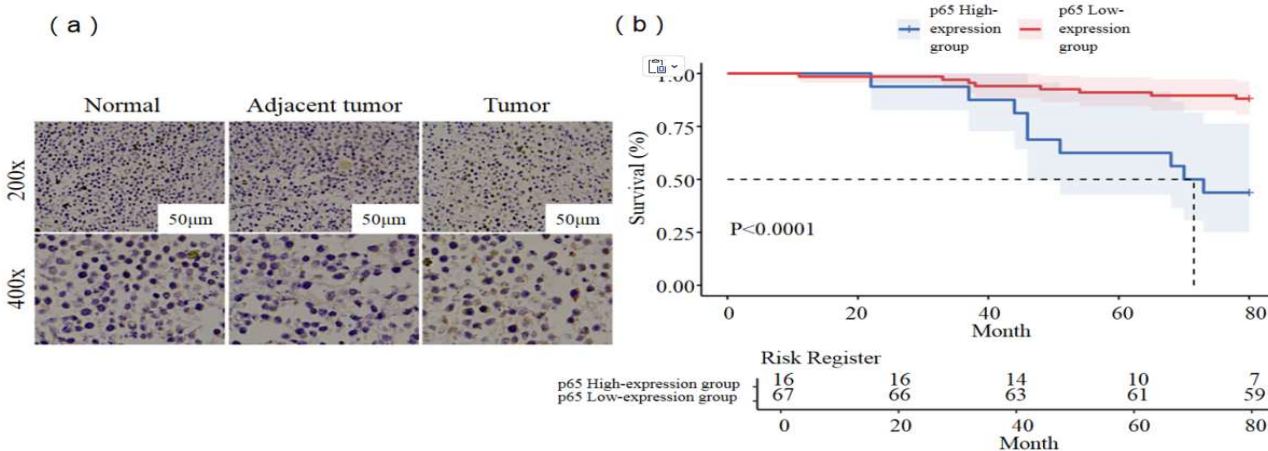 (a)
Normal Adjacent tumor Tumor
200x
50μm 50μm 50μm
400x
(b)
p65 High-
expression
group
p65 Low-
expression
group
1.00
0.75
0.50
0.25
0.00
Survival (%)
P<0.0001
0 20 40 60 80
Month
Risk Register
p65 High-expression group 16 16 14 10 7
p65 Low-expression group 67 66 63 61 59
0 20 40 60 80
Month